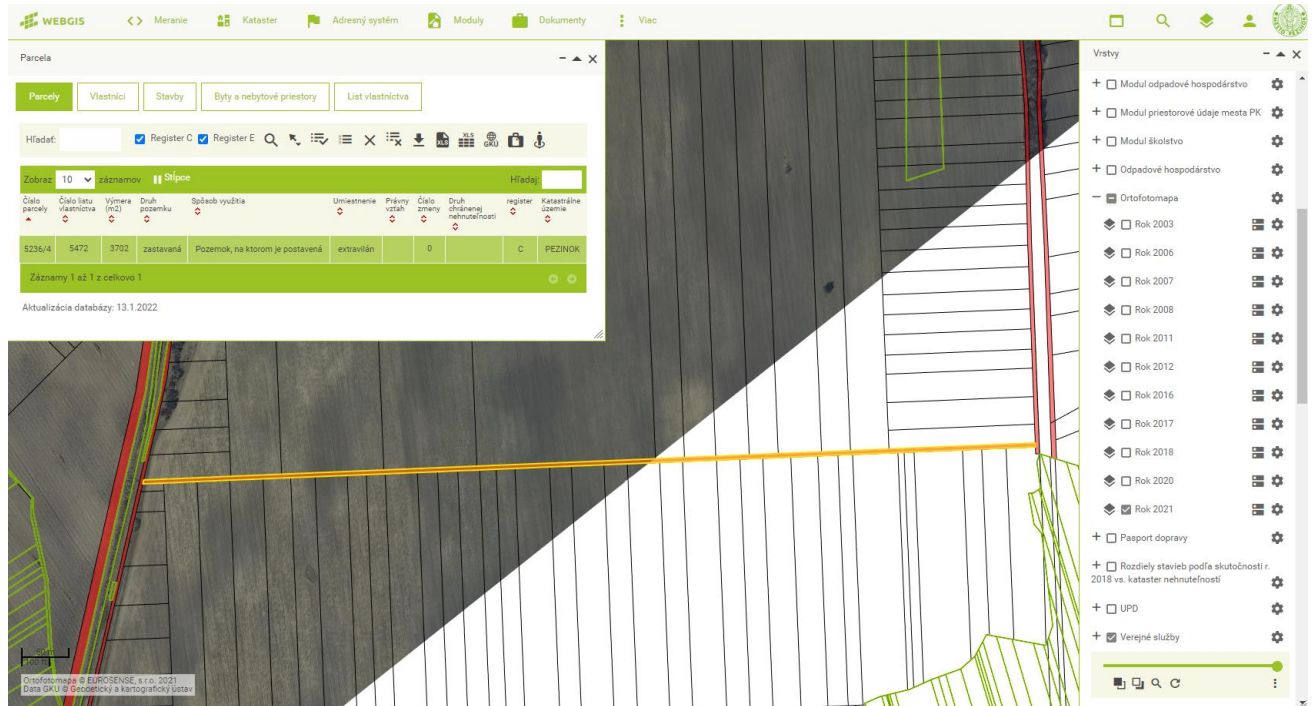 WEBGIS
Meranie
Kataster
Adresný systém
Moduly
Dokumenty
Viac
Parcela
Parcely
Vlastníci
Stavby
Byty a nebytové priestory
List vlastníctva
Hľadať:
Register C
Register E
XLS
XLS
GKÚ
Zobraz 10 záznamov
Stĺpce
Hľadaj:
Číslo parcely
Číslo listu vlastníctva
Výmera (m2)
Druh pozemku
Spôsob využitia
Umiestnenie
Právny vzťah
Číslo zmeny
Druh chránenej nehnuteľnosti
register
Katastrálne územie
5236/4 5472 3702 zastavaná Pozemok, na ktorom je postavená extravilán 0 C PEZINOK
Záznamy 1 až 1 z celkovo 1
Aktualizácia databázy: 13.1.2022
Vrstvy
Modul odpadové hospodárstvo
Modul priestorové údaje mesta PK
Modul školstvo
Odpadové hospodárstvo
Ortofotomapa
Rok 2003
Rok 2006
Rok 2007
Rok 2008
Rok 2011
Rok 2012
Rok 2016
Rok 2017
Rok 2018
Rok 2020
Rok 2021
Pasport dopravy
Rozdiely stavieb podľa skutočnosti r.
2018 vs. kataster nehnuteľností
UPD
Verejné služby
50 m
100 ft
Ortofotomapa © EUROSENSE, s.r.o. 2021
Data GKU © Geodetický a kartografický ústav